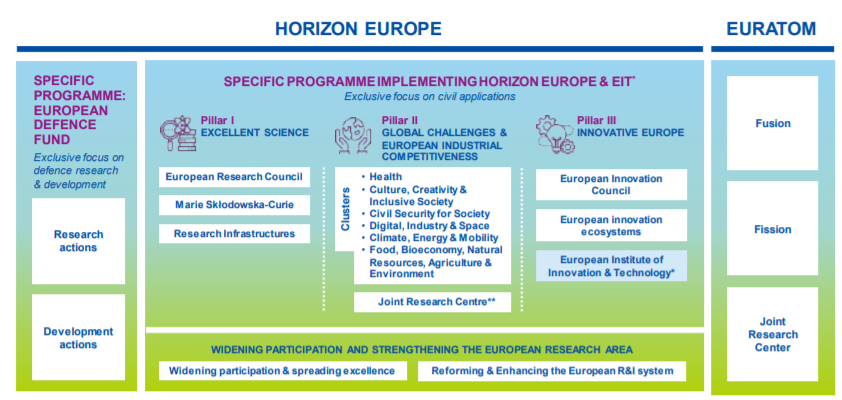 HORIZON EUROPE
EURATOM
SPECIFIC
PROGRAMME:
EUROPEAN
DEFENCE
FUND
Exclusive focus on
defence research
& development
Research
actions
Development
actions
SPECIFIC PROGRAMME IMPLEMENTING HORIZON EUROPE & EIT*
Exclusive focus on civil applications
Pillar I
EXCELLENT SCIENCE
European Research Council
Marie Skłodowska-Curie
Research Infrastructures
Pillar II
GLOBAL CHALLENGES &
EUROPEAN INDUSTRIAL
COMPETITIVENESS
Clusters
• Health
• Culture, Creativity &
Inclusive Society
• Civil Security for Society
• Digital, Industry & Space
• Climate, Energy & Mobility
• Food, Bioeconomy, Natural
Resources, Agriculture &
Environment
Joint Research Centre**
Pillar III
INNOVATIVE EUROPE
European Innovation
Council
European innovation
ecosystems
European Institute of
Innovation & Technology*
WIDENING PARTICIPATION AND STRENGTHENING THE EUROPEAN RESEARCH AREA
Widening participation & spreading excellence
Reforming & Enhancing the European R&I system
Fusion
Fission
Joint
Research
Center